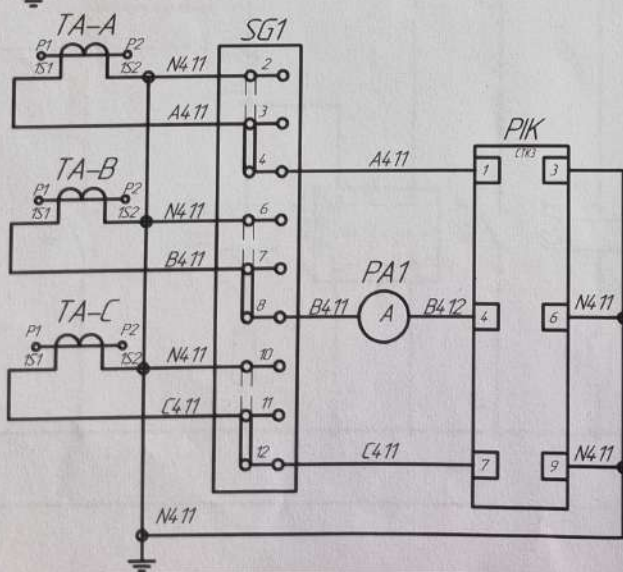 TA-A
SG1
P1 P2
1S1 1S2 N411 2
A411 3
PIK
СТКЗ
4 A411 1 3
TA-B
P1 P2
1S1 1S2 N411 6
B411 7 PA1
8 B411 A B412 4 6 N411
TA-C
P1 P2
1S1 1S2 N411 10
C411 11
12 C411 7 9 N411
N411